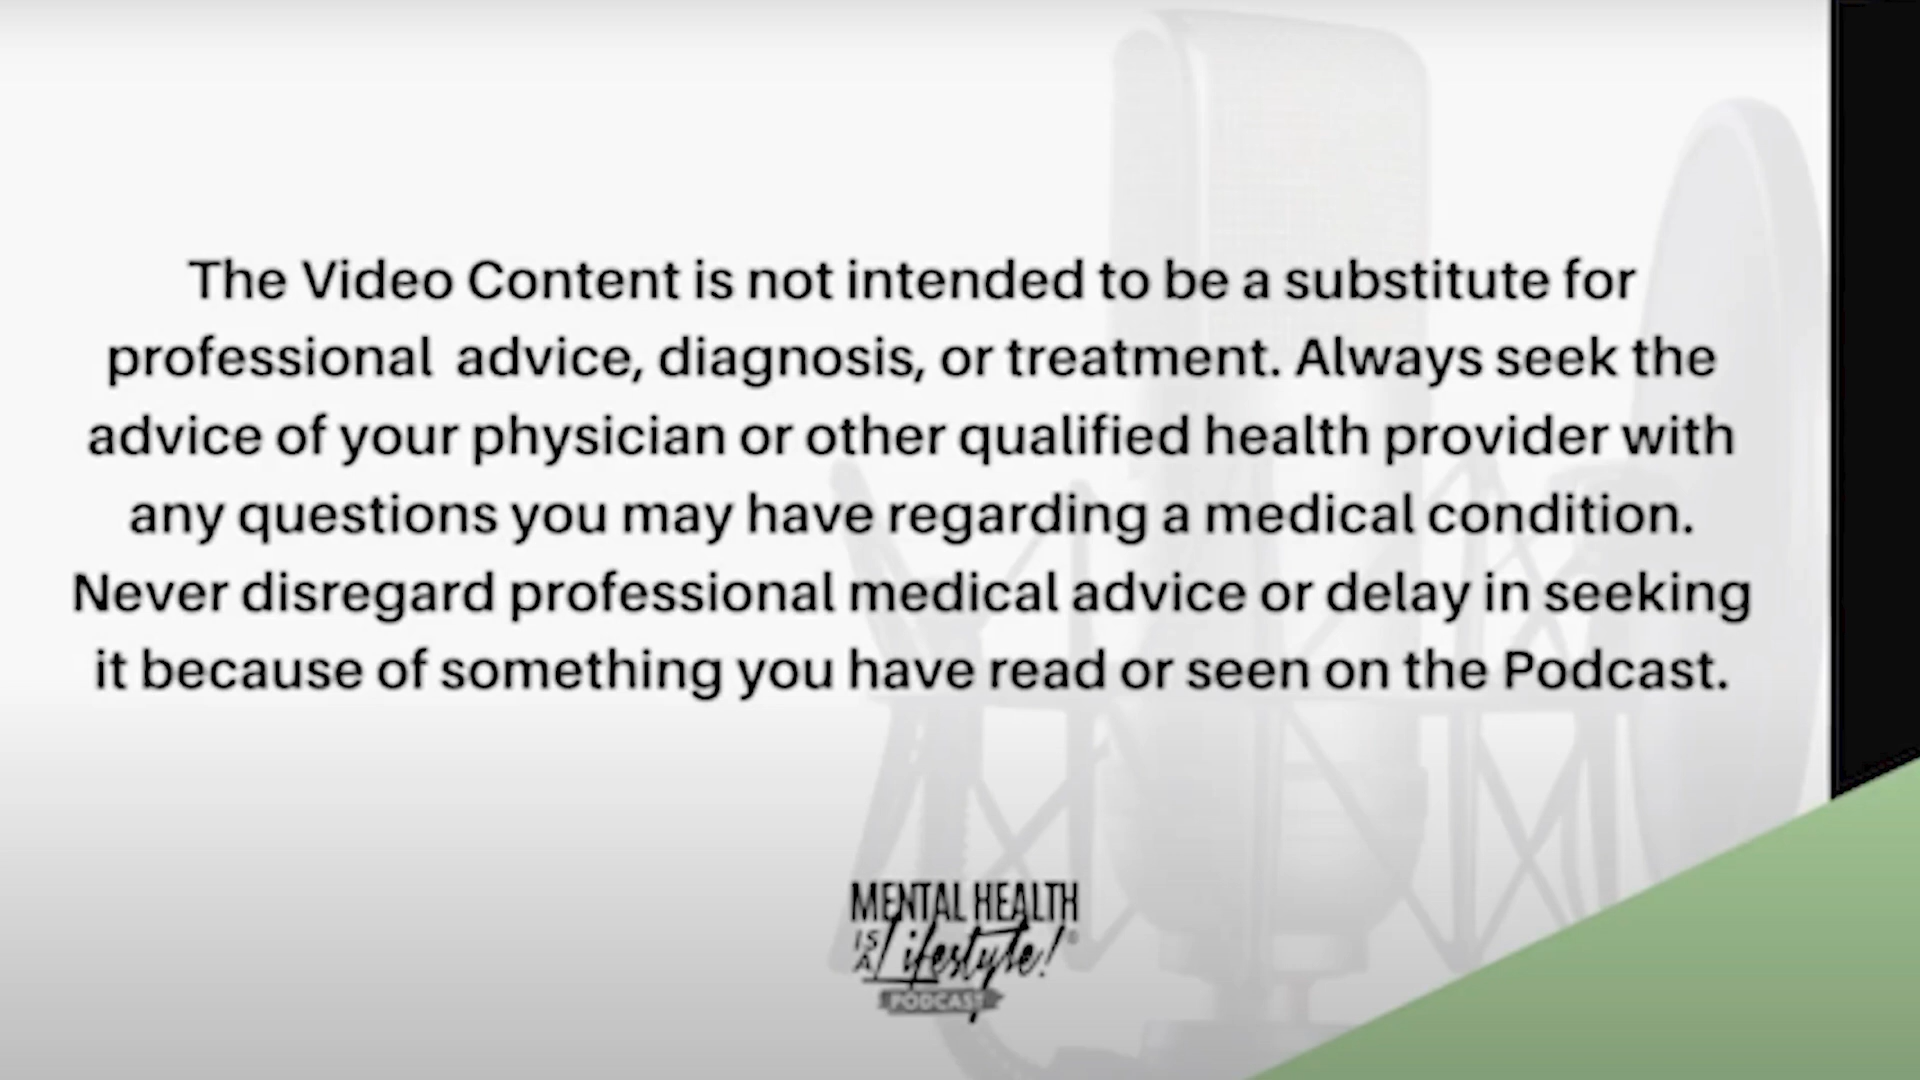 The Video Content is not intended to be a substitute for
professional advice, diagnosis, or treatment. Always seek the
advice of your physician or other qualified health provider with
any questions you may have regarding a medical condition.
Never disregard professional medical advice or delay in seeking
it because of something you have read or seen on the Podcast.
MENTAL HEALTH
IS A Lifestyle!®
PODCAST